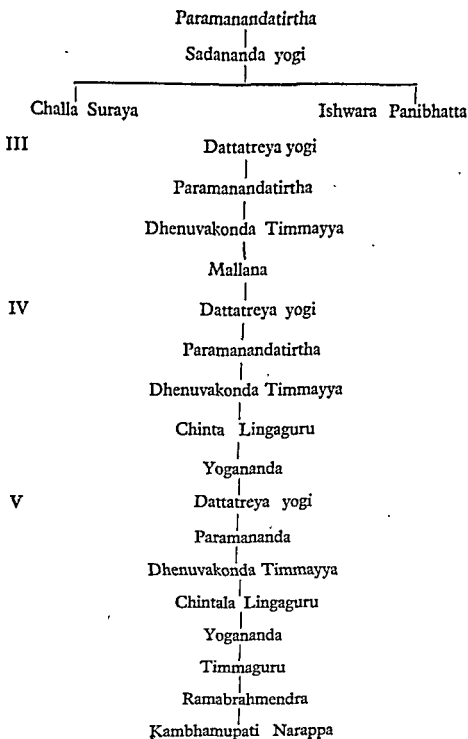 Paramanandatirtha
Sadananda yogi
Challa Suraya Ishwara Panibhatta
III Dattatreya yogi
Paramanandatirtha
Dhenuvakonda Timmayya
Mallana
IV Dattatreya yogi
Paramanandatirtha
Dhenuvakonda Timmayya
Chinta Lingaguru
Yogananda
V Dattatreya yogi
Paramananda
Dhenuvakonda Timmayya
Chintala Lingaguru
Yogananda
Timmaguru
Ramabrahmendra
Kambhamupati Narappa